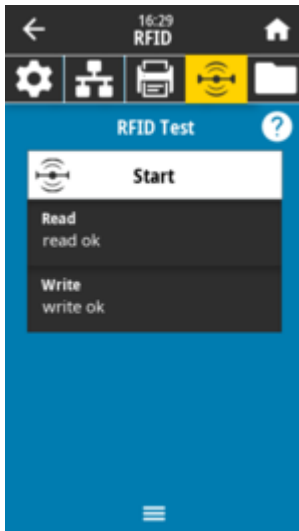 16:29
RFID
RFID Test
?
Start
Read
read ok
Write
write ok